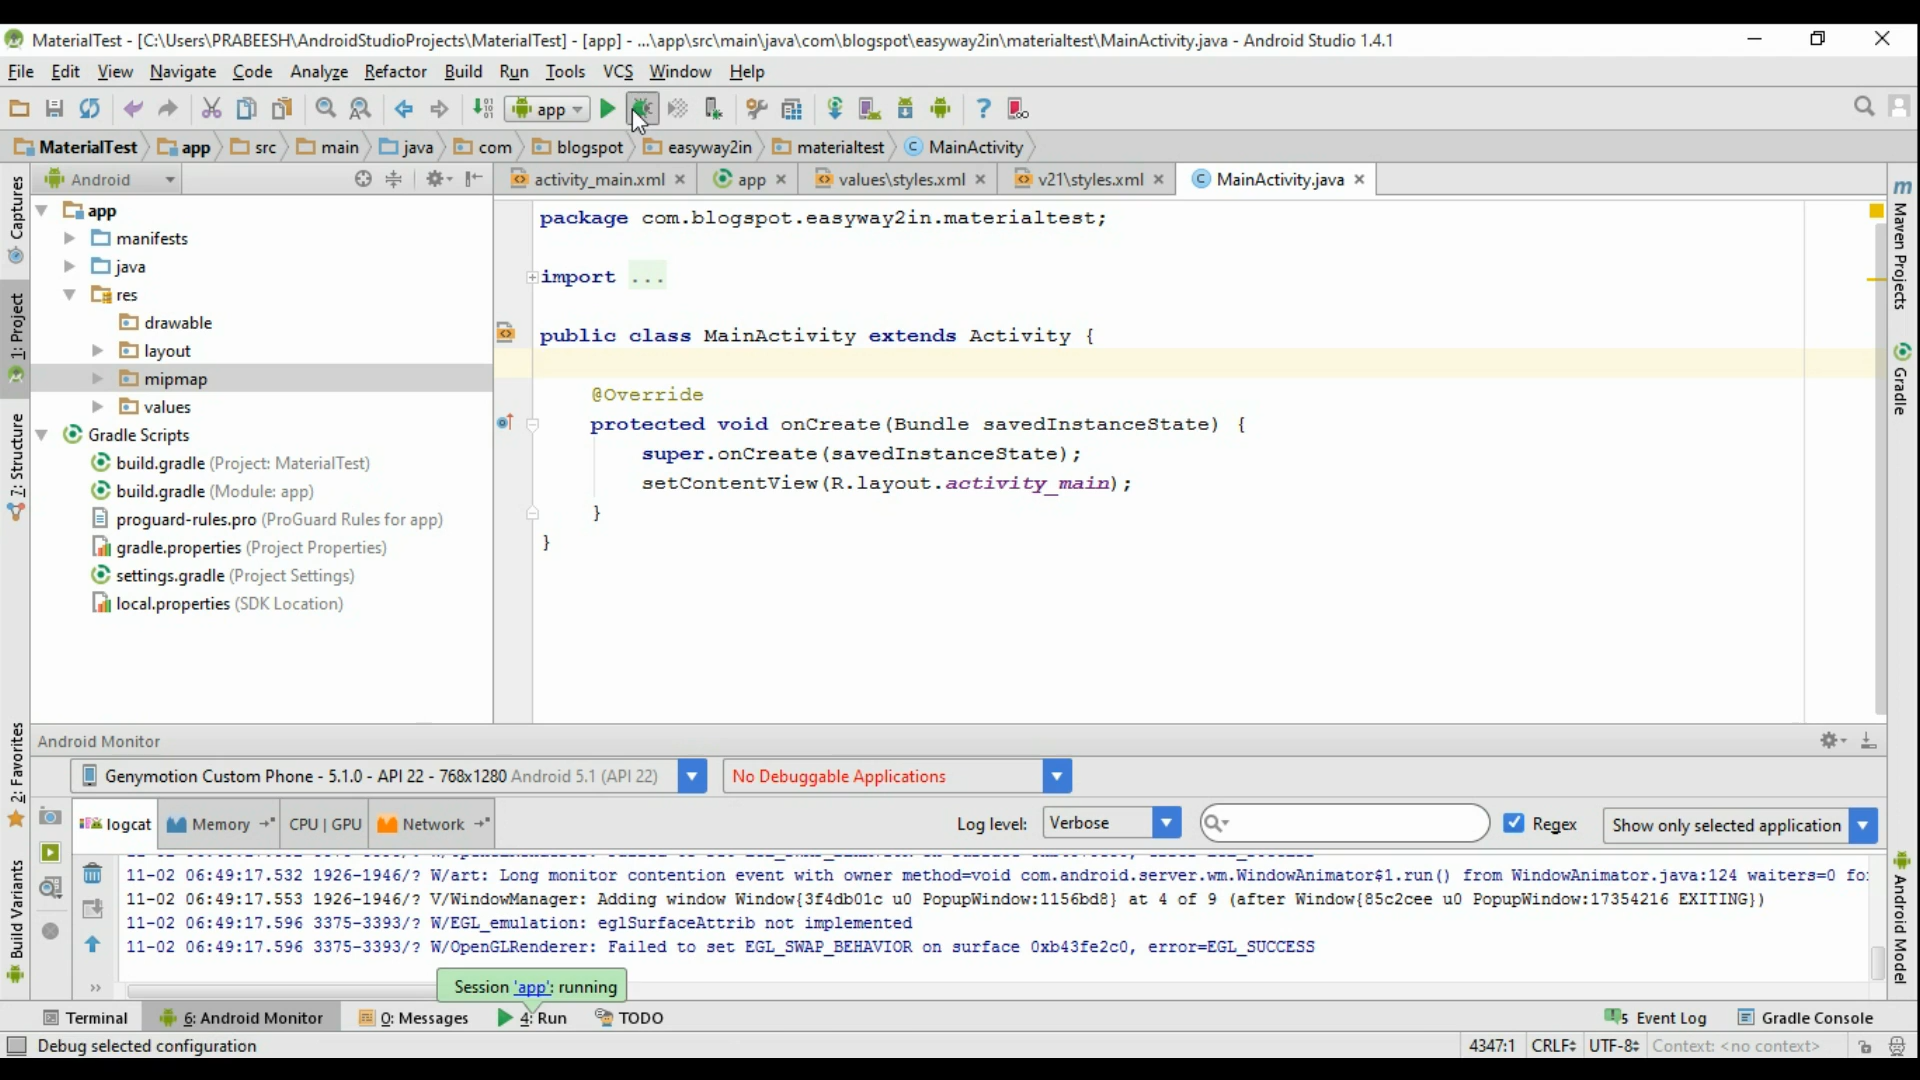 MaterialTest - [C:\Users\PRABEESH\AndroidStudioProjects\MaterialTest] - [app] - ...\app\src\main\java\com\blogspot\easyway2in\materialtest\MainActivity.java - Android Studio 1.4.1
File Edit View Navigate Code Analyze Refactor Build Run Tools VCS Window Help
app
MaterialTest app src main java com blogspot easyway2in materialtest MainActivity
Android
activity_main.xml app values\styles.xml v21\styles.xml MainActivity.java
Captures
1: Project
7: Structure
2: Favorites
Build Variants
app
manifests
java
res
drawable
layout
mipmap
values
Gradle Scripts
build.gradle (Project: MaterialTest)
build.gradle (Module: app)
proguard-rules.pro (ProGuard Rules for app)
gradle.properties (Project Properties)
settings.gradle (Project Settings)
local.properties (SDK Location)
package com.blogspot.easyway2in.materialtest;
import ...
public class MainActivity extends Activity {
@Override
protected void onCreate(Bundle savedInstanceState) {
super.onCreate(savedInstanceState);
setContentView(R.layout.activity_main);
}
}
Maven Projects
Gradle
Android Model
Android Monitor
Genymotion Custom Phone - 5.1.0 - API 22 - 768x1280 Android 5.1 (API 22)
No Debuggable Applications
logcat Memory CPU | GPU Network
Log level: Verbose
Regex
Show only selected application
11-02 06:49:17.532 1926-1946/? W/art: Long monitor contention event with owner method=void com.android.server.wm.WindowAnimator$1.run() from WindowAnimator.java:124 waiters=0 fo
11-02 06:49:17.553 1926-1946/? V/WindowManager: Adding window Window{3f4db01c u0 PopupWindow:1156bd8} at 4 of 9 (after Window{85c2cee u0 PopupWindow:17354216 EXITING})
11-02 06:49:17.596 3375-3393/? W/EGL_emulation: eglSurfaceAttrib not implemented
11-02 06:49:17.596 3375-3393/? W/OpenGLRenderer: Failed to set EGL_SWAP_BEHAVIOR on surface 0xb43fe2c0, error=EGL_SUCCESS
Session 'app': running
Terminal 6: Android Monitor 0: Messages 4: Run TODO
5 Event Log Gradle Console
Debug selected configuration
4347:1 CRLF UTF-8 Context: <no context>